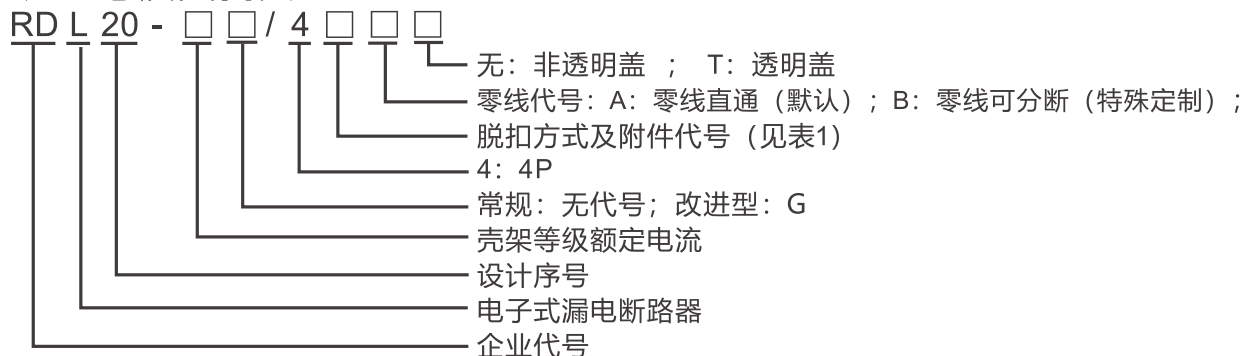 RD L 20 - □ □ / 4 □ □ □
无：非透明盖 ； T：透明盖
零线代号：A：零线直通（默认）；B：零线可分断（特殊定制）；
脱扣方式及附件代号（见表1）
4：4P
常规：无代号；改进型：G
壳架等级额定电流
设计序号
电子式漏电断路器
企业代号